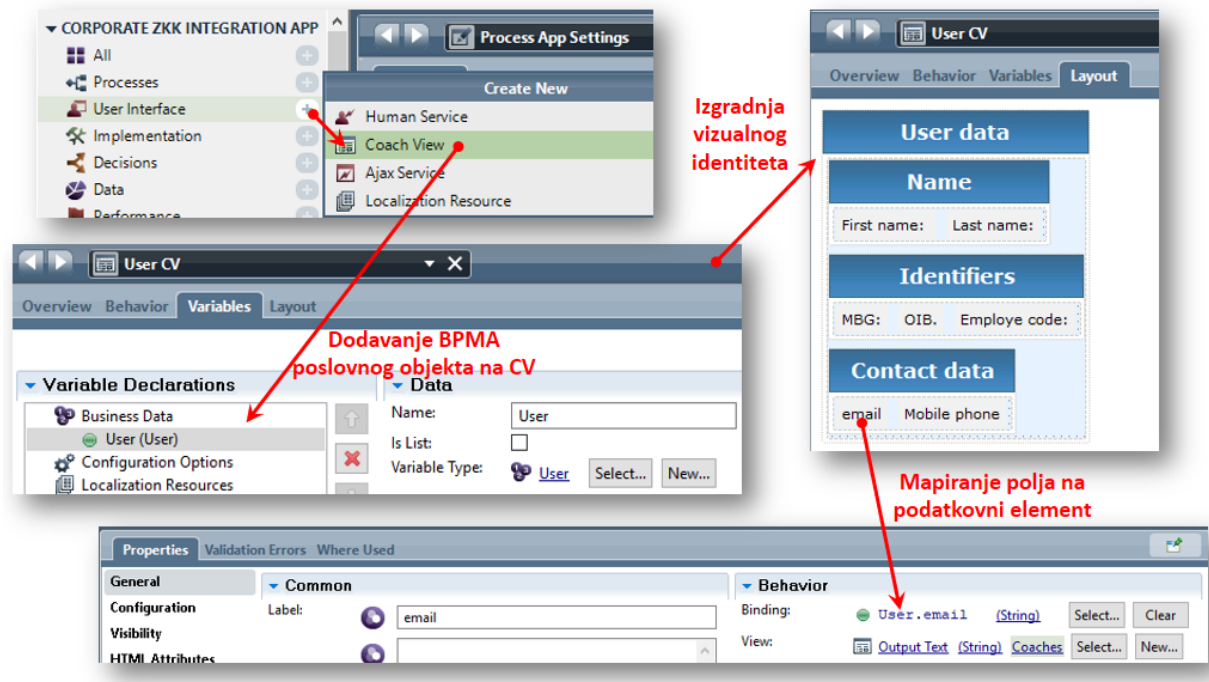 CORPORATE ZKK INTEGRATION APP
All
Processes
User Interface
Implementation
Decisions
Data
Performance
Process App Settings
Create New
Human Service
Coach View
Ajax Service
Localization Resource
Izgradnja
vizualnog
identiteta
User CV
Overview Behavior Variables Layout
User data
Name
First name: Last name:
Identifiers
MBG: OIB. Employe code:
Contact data
email Mobile phone
User CV
Overview Behavior Variables Layout
Dodavanje BPMA
poslovnog objekta na CV
Variable Declarations
Business Data
User (User)
Configuration Options
Localization Resources
Data
Name: User
Is List:
Variable Type: User Select... New...
Mapiranje polja na
podatkovni element
Properties Validation Errors Where Used
General
Configuration
Visibility
HTML Attributes
Common
Label: email
Behavior
Binding: User.email (String) Select... Clear
View: Output Text (String) Coaches Select... New...